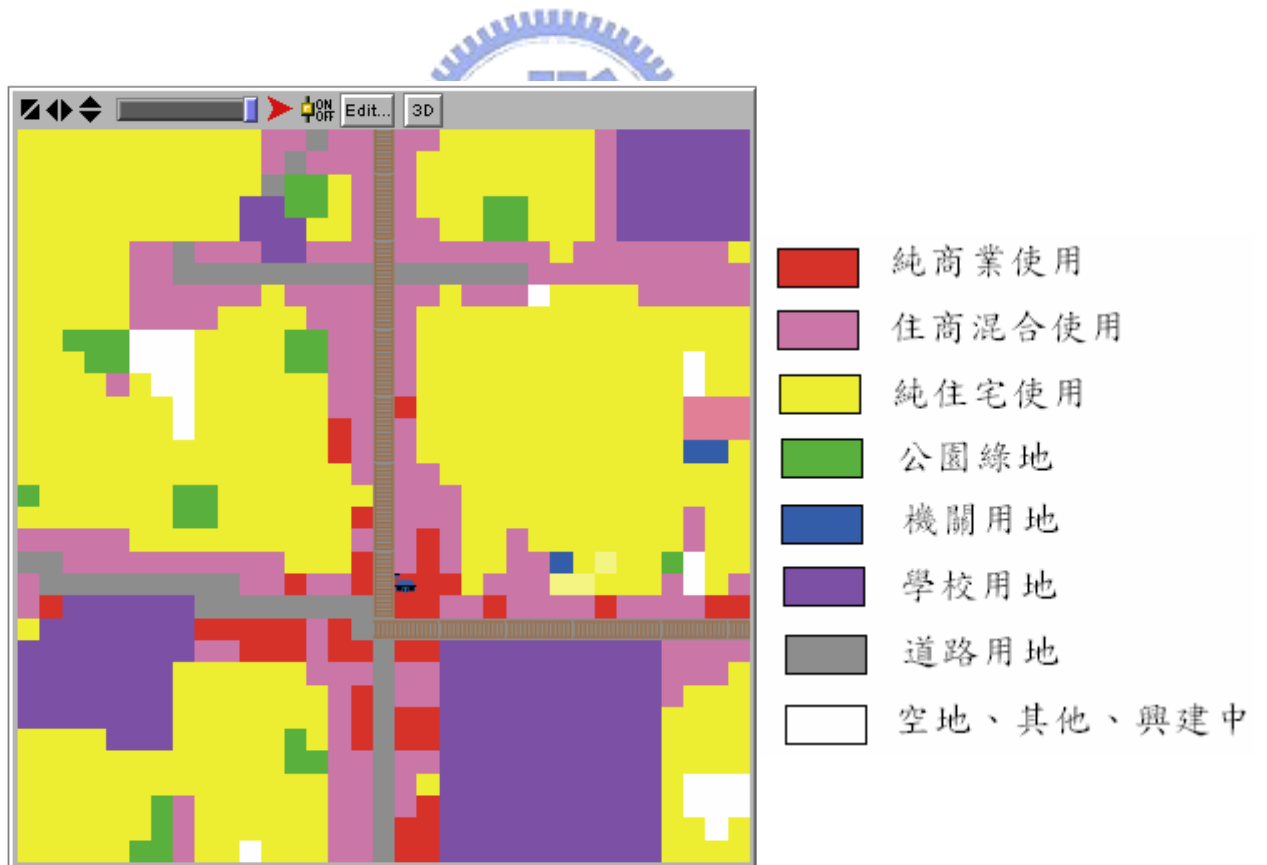 ON
OFF
Edit...
3D
純商業使用
住商混合使用
純住宅使用
公園綠地
機關用地
學校用地
道路用地
空地、其他、興建中